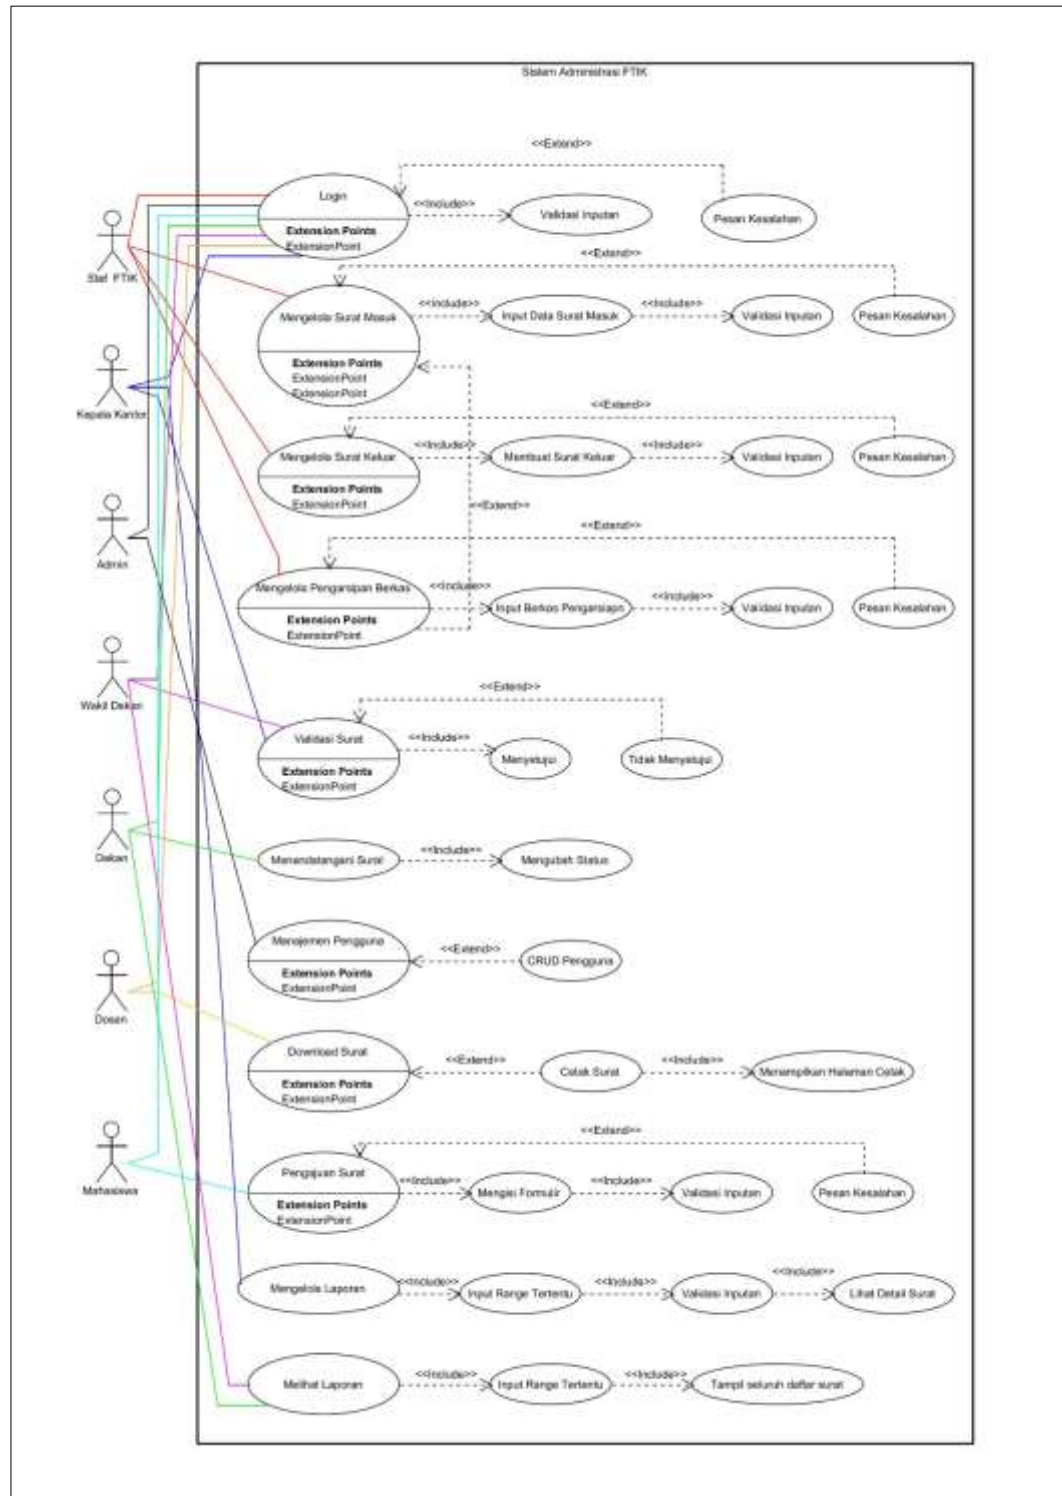 Sistem Administrasi FTIK
<<Extend>>
Login
<<Include>>
Validasi Inputan
Pesan Kesalahan
Extension Points
ExtensionPoint
Staf FTIK
<<Extend>>
Mengelola Surat Masuk
<<Include>>
Input Data Surat Masuk
<<Include>>
Validasi Inputan
Pesan Kesalahan
Extension Points
ExtensionPoint
ExtensionPoint
Kepala Kantor
<<Extend>>
Mengelola Surat Keluar
<<Include>>
Membuat Surat Keluar
<<Include>>
Validasi Inputan
Pesan Kesalahan
Extension Points
ExtensionPoint
<<Extend>>
Admin
<<Extend>>
Mengelola Pengarsipan Berkas
<<Include>>
Input Berkas Pengarsiapn
<<Include>>
Validasi Inputan
Pesan Kesalahan
Extension Points
ExtensionPoint
Wakil Dekan
<<Extend>>
Validasi Surat
<<Include>>
Menyetujui
Tidak Menyetujui
Extension Points
ExtensionPoint
Dekan
Menandatangani Surat
<<Include>>
Mengubah Status
Manajemen Pengguna
<<Extend>>
CRUD Pengguna
Extension Points
ExtensionPoint
Dosen
Download Surat
<<Extend>>
Cetak Surat
<<Include>>
Menampilkan Halaman Cetak
Extension Points
ExtensionPoint
Mahasiswa
<<Extend>>
Pengajuan Surat
<<Include>>
Mengisi Formulir
<<Include>>
Validasi Inputan
Pesan Kesalahan
Extension Points
ExtensionPoint
Mengelola Laporan
<<Include>>
Input Range Tertentu
<<Include>>
Validasi Inputan
<<Include>>
Lihat Detail Surat
Melihat Laporan
<<Include>>
Input Range Tertentu
<<Include>>
Tampil seluruh daftar surat